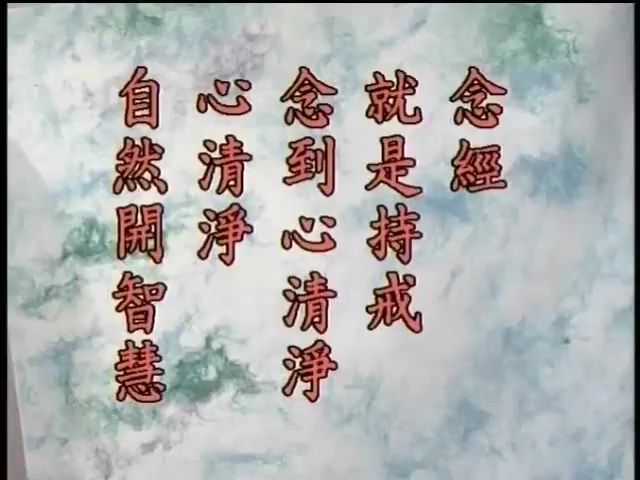 念經
就是持戒
念到心清淨
心清淨
自然開智慧